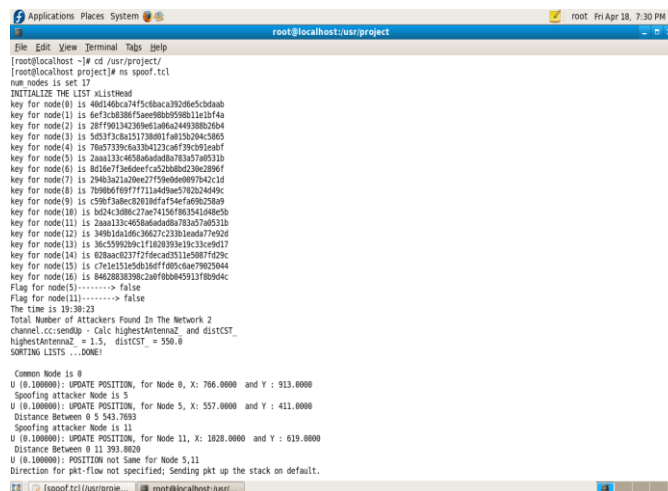 Applications Places System
root Fri Apr 18, 7:30 PM
root@localhost:/usr/project
File Edit View Terminal Tabs Help
[root@localhost ~]# cd /usr/project/
[root@localhost project]# ns spoof.tcl
num_nodes is set 17
INITIALIZE THE LIST xListHead
key for node(0) is 40d146bca74f5c6baca392d6e5cbdaab
key for node(1) is 6ef3cb8386f5aee98bb9598b11e1bf4a
key for node(2) is 28ff901342369e61a06a2449388b26b4
key for node(3) is 5d53f3c8a151738d01fa015b204c5865
key for node(4) is 70a57339c6a33b4123ca6f39cb91eabf
key for node(5) is 2aaa133c4658a6adad8a783a57a0531b
key for node(6) is 8d16e7f3e6deefca52bb8bd230e2896f
key for node(7) is 294b3a21a20ee27f59e0de0097b42c1d
key for node(8) is 7b98b6f69f7f711a4d9ae5702b24d49c
key for node(9) is c59bf3a8ec82010dfaf54efa69b258a9
key for node(10) is bd24c3d86c27ae74156f863541d48e5b
key for node(11) is 2aaa133c4658a6adad8a783a57a0531b
key for node(12) is 349b1da1d6c36627c233b1eada77e92d
key for node(13) is 36c55992b9c1f1020393e19c33ce9d17
key for node(14) is 028aac0237f2fdecad3511e5087fd29c
key for node(15) is c7e1e151e5db16dffd05c6ae79025044
key for node(16) is 84628838398c2a0f0bb045913f8b9d4c
Flag for node(5)--------> false
Flag for node(11)--------> false
The time is 19:30:23
Total Number of Attackers Found In The Network 2
channel.cc:sendUp - Calc highestAntennaZ_ and distCST_
highestAntennaZ_ = 1.5, distCST_ = 550.0
SORTING LISTS ...DONE!
Common Node is 0
U (0.100000): UPDATE POSITION, for Node 0, X: 766.0000 and Y : 913.0000
Spoofing attacker Node is 5
U (0.100000): UPDATE POSITION, for Node 5, X: 557.0000 and Y : 411.0000
Distance Between 0 5 543.7693
Spoofing attacker Node is 11
U (0.100000): UPDATE POSITION, for Node 11, X: 1028.0000 and Y : 619.0000
Distance Between 0 11 393.8020
U (0.100000): POSITION not Same for Node 5,11
Direction for pkt-flow not specified; Sending pkt up the stack on default.
[spoof.tcl (/usr/proje...
root@localhost:/usr/...